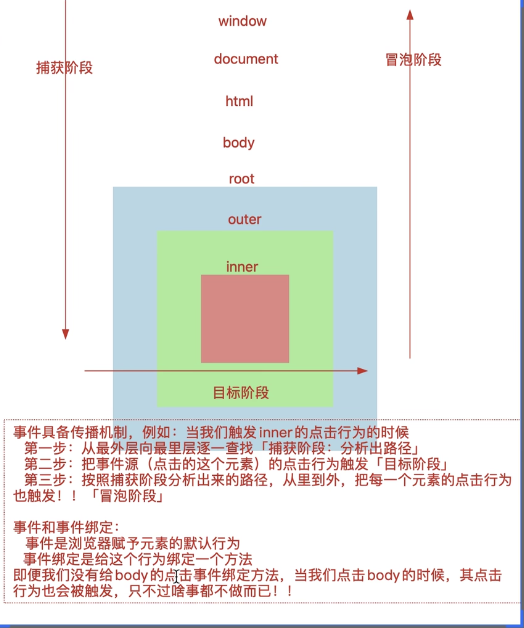 window
捕获阶段
冒泡阶段
document
html
body
root
outer
inner
目标阶段
事件具备传播机制，例如：当我们触发inner的点击行为的时候
第一步：从最外层向最里层逐一查找「捕获阶段：分析出路径」
第二步：把事件源（点击的这个元素）的点击行为触发「目标阶段」
第三步：按照捕获阶段分析出来的路径，从里到外，把每一个元素的点击行为
也触发！！「冒泡阶段」
事件和事件绑定：
事件是浏览器赋予元素的默认行为
事件绑定是给这个行为绑定一个方法
即便我们没有给body的点击事件绑定方法，当我们点击body的时候，其点击
行为也会被触发，只不过啥事都不做而已！！